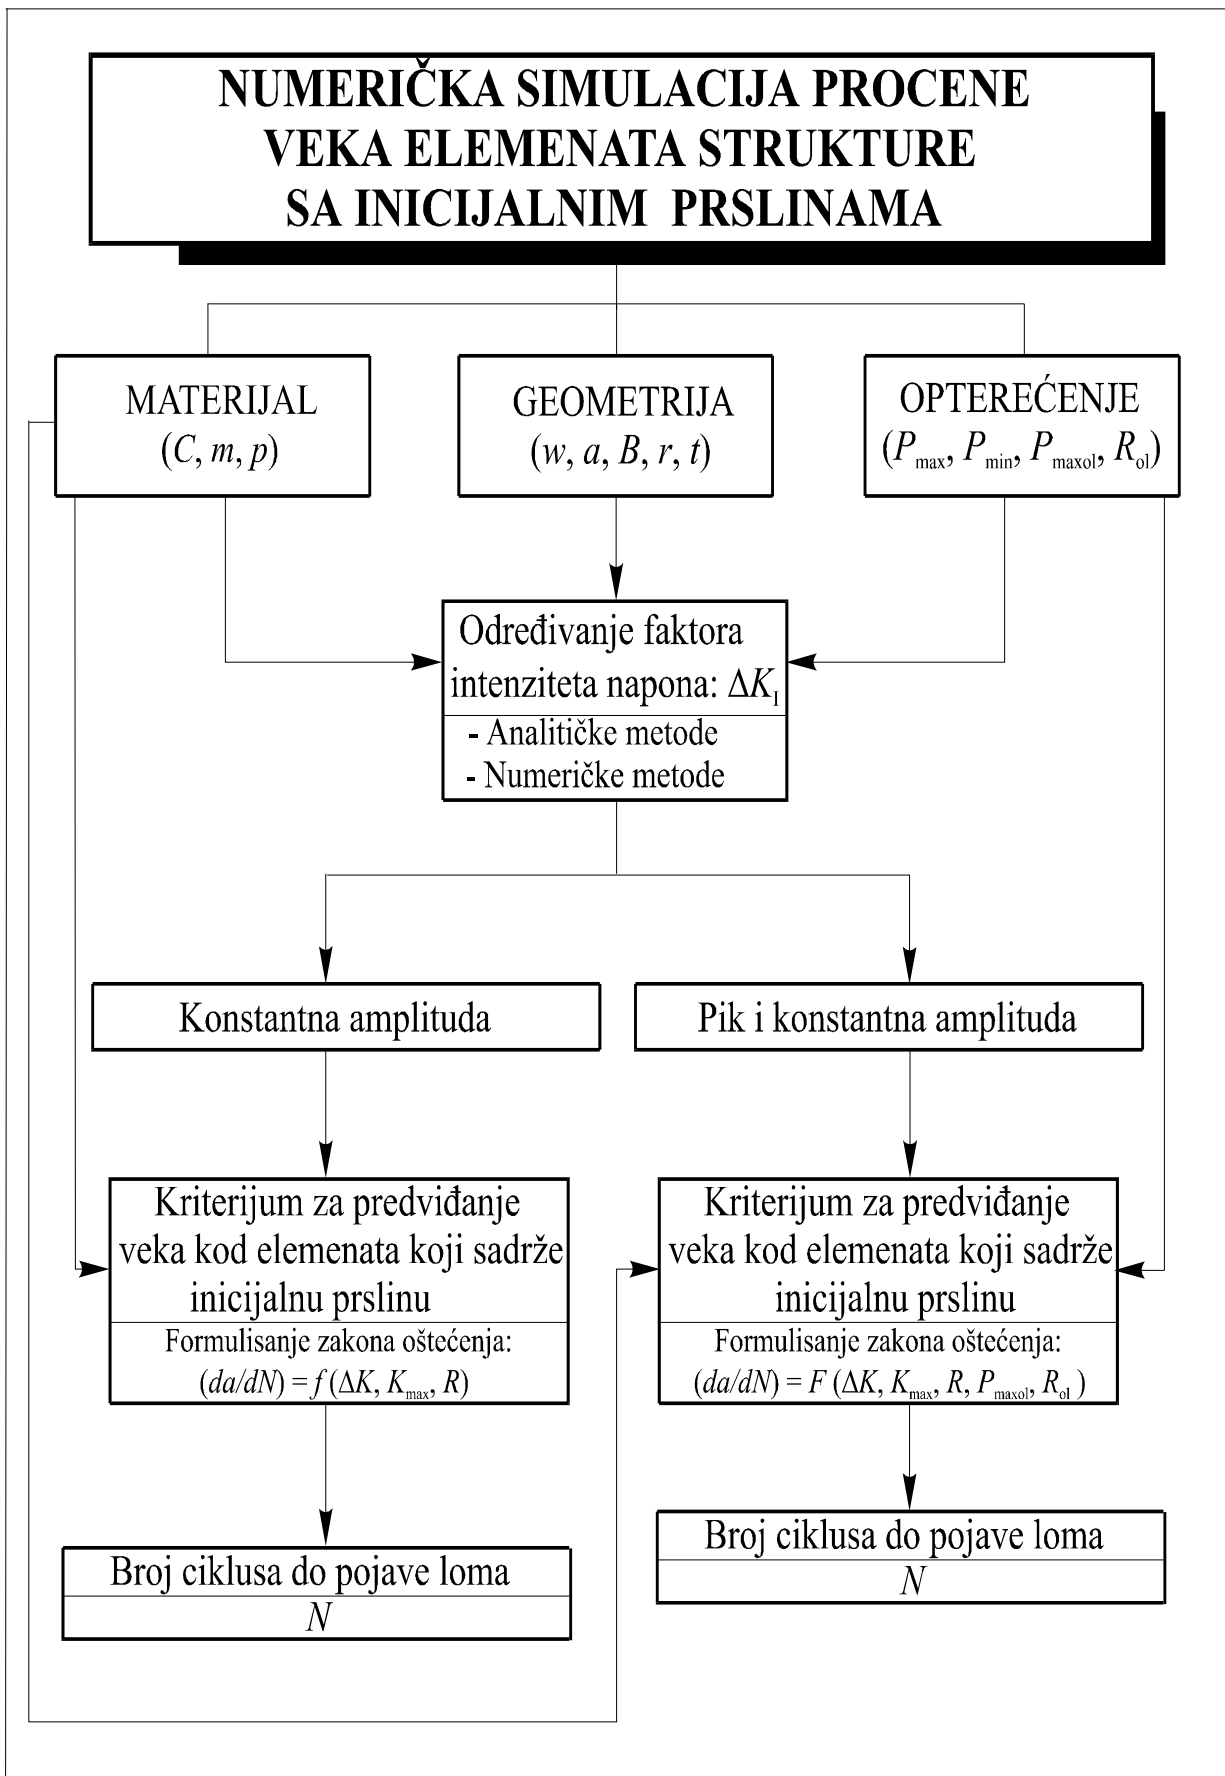 NUMERIČKA SIMULACIJA PROCENE
VEKA ELEMENATA STRUKTURE
SA INICIJALNIM PRSLINAMA
MATERIJAL
(C, m, p)
GEOMETRIJA
(w, a, B, r, t)
OPTEREĆENJE
(Pmax, Pmin, Pmaxol, Rol)
Određivanje faktora
intenziteta napona: ΔKI
- Analitičke metode
- Numeričke metode
Konstantna amplituda
Pik i konstantna amplituda
Kriterijum za predviđanje
veka kod elemenata koji sadrže
inicijalnu prslinu
Formulisanje zakona oštećenja:
(da/dN) = f (ΔK, Kmax, R)
Kriterijum za predviđanje
veka kod elemenata koji sadrže
inicijalnu prslinu
Formulisanje zakona oštećenja:
(da/dN) = F (ΔK, Kmax, R, Pmaxol, Rol )
Broj ciklusa do pojave loma
N
Broj ciklusa do pojave loma
N